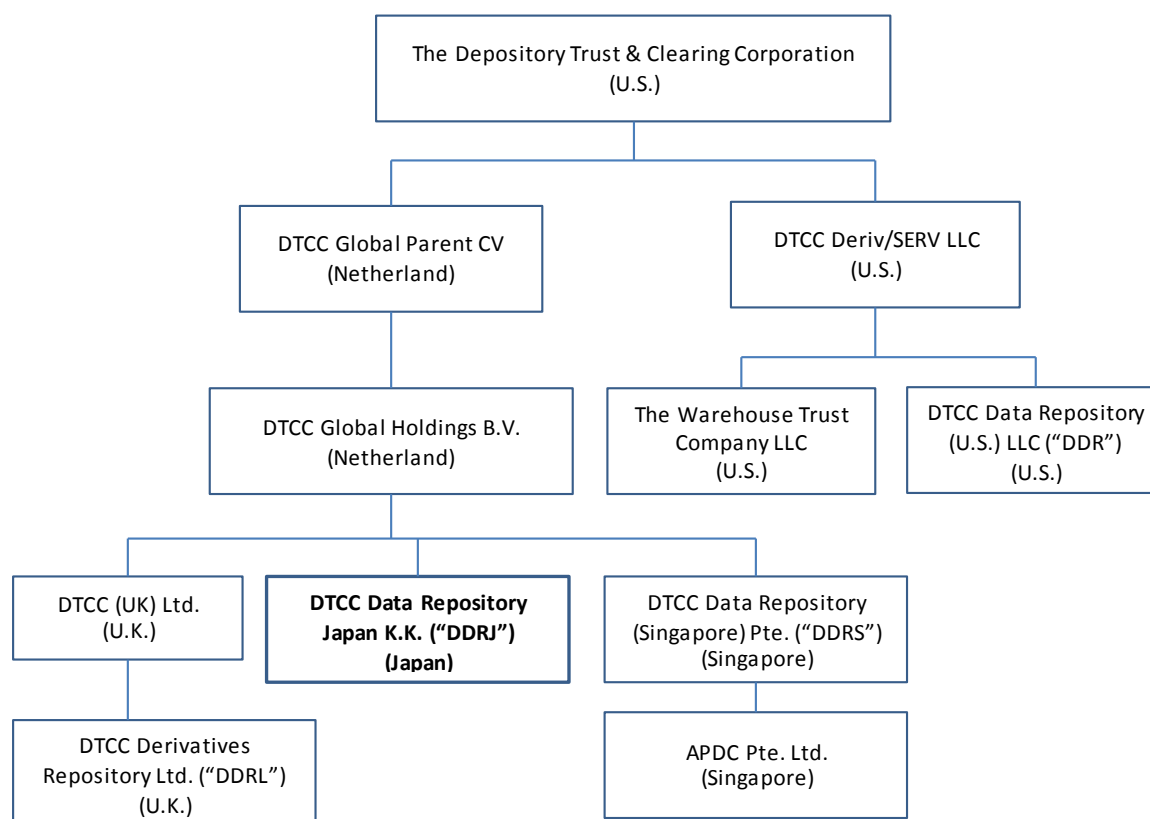 The Depository Trust & Clearing Corporation
(U.S.)
DTCC Global Parent CV
(Netherland)
DTCC Deriv/SERV LLC
(U.S.)
DTCC Global Holdings B.V.
(Netherland)
The Warehouse Trust
Company LLC
(U.S.)
DTCC Data Repository
(U.S.) LLC (“DDR”)
(U.S.)
DTCC (UK) Ltd.
(U.K.)
DTCC Data Repository
Japan K.K. (“DDRJ”)
(Japan)
DTCC Data Repository
(Singapore) Pte. (“DDRS”)
(Singapore)
DTCC Derivatives
Repository Ltd. (“DDRL”)
(U.K.)
APDC Pte. Ltd.
(Singapore)